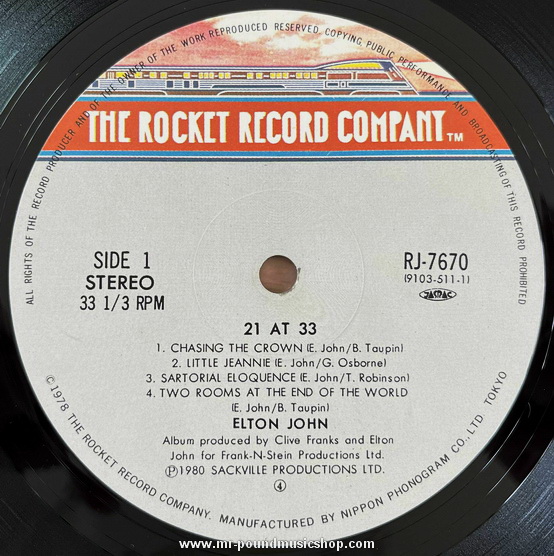 ALL RIGHTS OF THE RECORD PRODUCER AND OF THE OWNER OF THE WORK REPRODUCED RESERVED. COPYING, PUBLIC PERFORMANCE AND BROADCASTING OF THIS RECORD PROHIBITED
THE ROCKET RECORD COMPANY TM
SIDE 1
STEREO
33 1/3 RPM
RJ-7670
(9103-511-1)
JASRAC
21 AT 33
1. CHASING THE CROWN (E. John/B. Taupin)
2. LITTLE JEANNIE (E. John/G. Osborne)
3. SARTORIAL ELOQUENCE (E. John/T. Robinson)
4. TWO ROOMS AT THE END OF THE WORLD
(E. John/B. Taupin)
ELTON JOHN
Album produced by Clive Franks and Elton
John for Frank-N-Stein Productions Ltd.
Ⓟ1980 SACKVILLE PRODUCTIONS LTD.
④
©1978 THE ROCKET RECORD COMPANY. MANUFACTURED BY NIPPON PHONOGRAM CO., LTD. TOKYO
www.mr-poundmusicshop.com